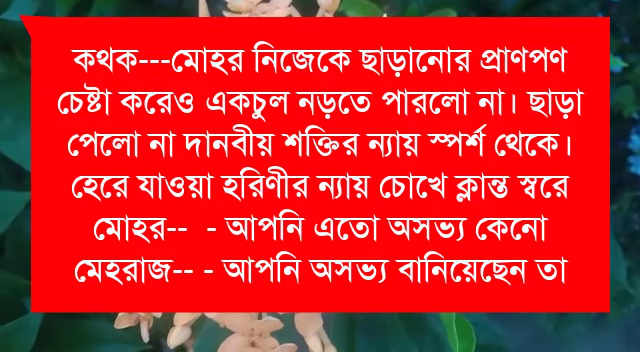 কথক---মোহর নিজেকে ছাড়ানোর প্রাণপণ
চেষ্টা করেও একচুল নড়তে পারলো না। ছাড়া
পেলো না দানবীয় শক্তির ন্যায় স্পর্শ থেকে।
হেরে যাওয়া হরিণীর ন্যায় চোখে ক্লান্ত স্বরে
মোহর-- - আপনি এতো অসভ্য কেনো
মেহরাজ-- - আপনি অসভ্য বানিয়েছেন তা